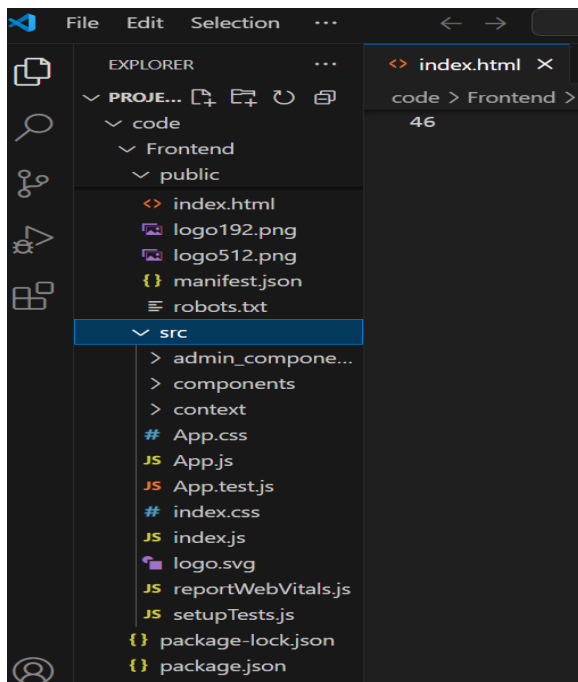 File Edit Selection ...
EXPLORER ...
index.html
PROJE...
code > Frontend >
code
46
Frontend
public
index.html
logo192.png
logo512.png
manifest.json
robots.txt
src
admin_compone...
components
context
App.css
App.js
App.test.js
index.css
index.js
logo.svg
reportWebVitals.js
setupTests.js
package-lock.json
package.json